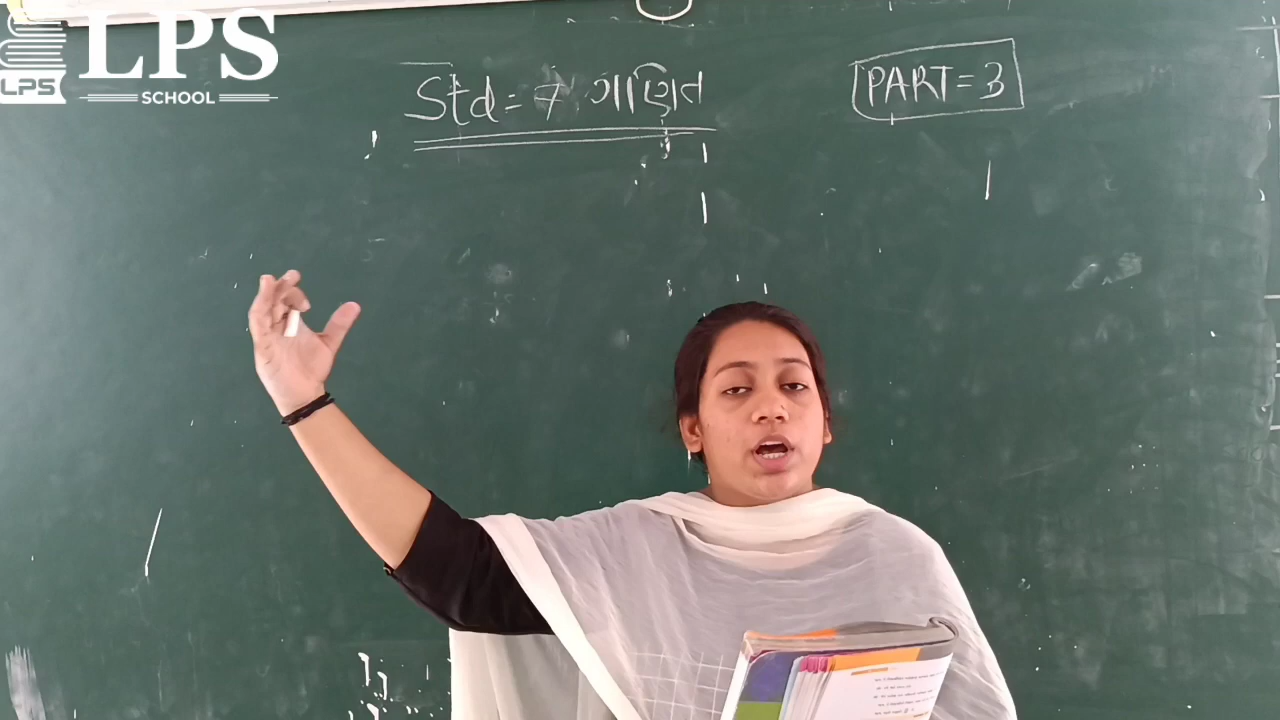 LPS
LPS
SCHOOL
Std = 7 ગણિત
PART = 3